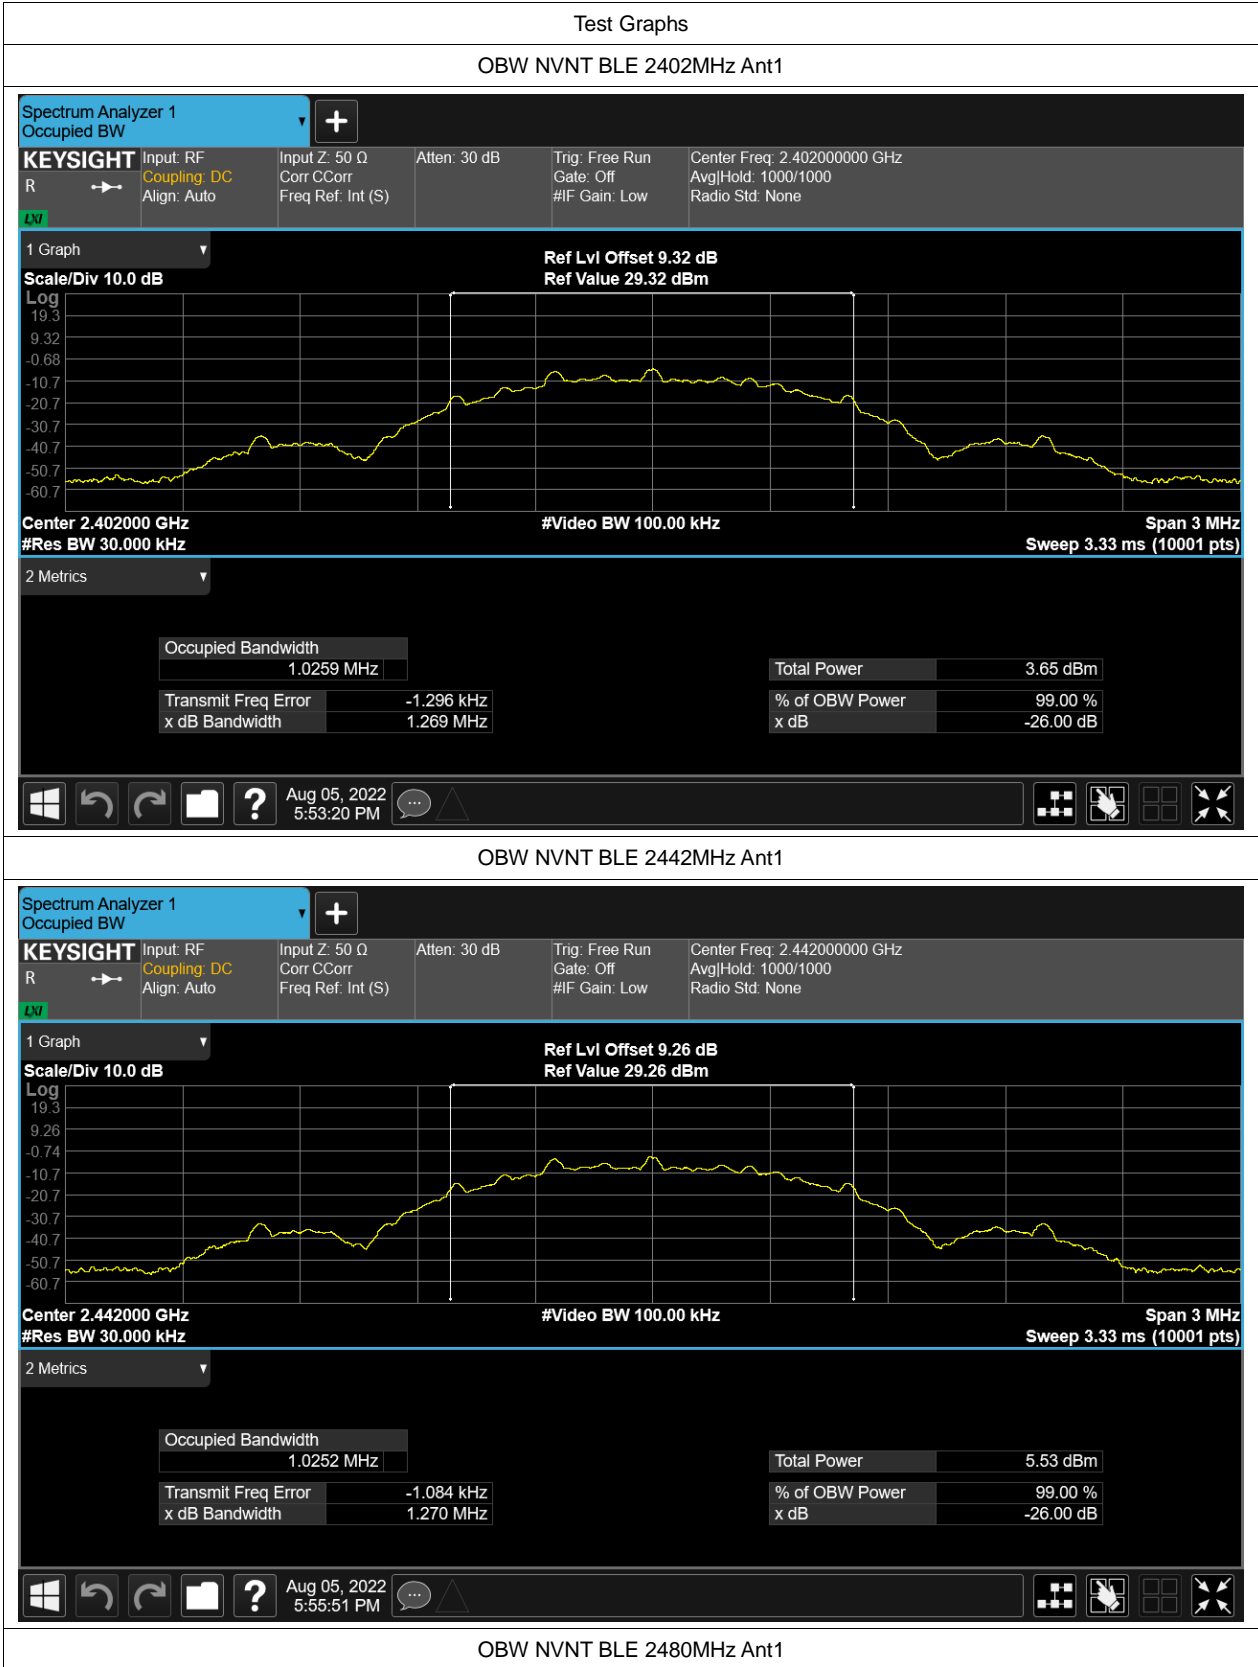 Test Graphs
OBW NVNT BLE 2402MHz Ant1
Spectrum Analyzer 1
Occupied BW
KEYSIGHT Input: RF Input Z: 50 Ω Atten: 30 dB Trig: Free Run Center Freq: 2.402000000 GHz
R Coupling: DC Corr CCorr Gate: Off Avg|Hold: 1000/1000
Align: Auto Freq Ref: Int (S) #IF Gain: Low Radio Std: None
LXI
1 Graph
Ref Lvl Offset 9.32 dB
Scale/Div 10.0 dB Ref Value 29.32 dBm
Log
19.3
9.32
-0.68
-10.7
-20.7
-30.7
-40.7
-50.7
-60.7
Center 2.402000 GHz #Video BW 100.00 kHz Span 3 MHz
#Res BW 30.000 kHz Sweep 3.33 ms (10001 pts)
2 Metrics
Occupied Bandwidth
1.0259 MHz Total Power 3.65 dBm
Transmit Freq Error -1.296 kHz % of OBW Power 99.00 %
x dB Bandwidth 1.269 MHz x dB -26.00 dB
Aug 05, 2022
5:53:20 PM
OBW NVNT BLE 2442MHz Ant1
Spectrum Analyzer 1
Occupied BW
KEYSIGHT Input: RF Input Z: 50 Ω Atten: 30 dB Trig: Free Run Center Freq: 2.442000000 GHz
R Coupling: DC Corr CCorr Gate: Off Avg|Hold: 1000/1000
Align: Auto Freq Ref: Int (S) #IF Gain: Low Radio Std: None
LXI
1 Graph
Ref Lvl Offset 9.26 dB
Scale/Div 10.0 dB Ref Value 29.26 dBm
Log
19.3
9.26
-0.74
-10.7
-20.7
-30.7
-40.7
-50.7
-60.7
Center 2.442000 GHz #Video BW 100.00 kHz Span 3 MHz
#Res BW 30.000 kHz Sweep 3.33 ms (10001 pts)
2 Metrics
Occupied Bandwidth
1.0252 MHz Total Power 5.53 dBm
Transmit Freq Error -1.084 kHz % of OBW Power 99.00 %
x dB Bandwidth 1.270 MHz x dB -26.00 dB
Aug 05, 2022
5:55:51 PM
OBW NVNT BLE 2480MHz Ant1